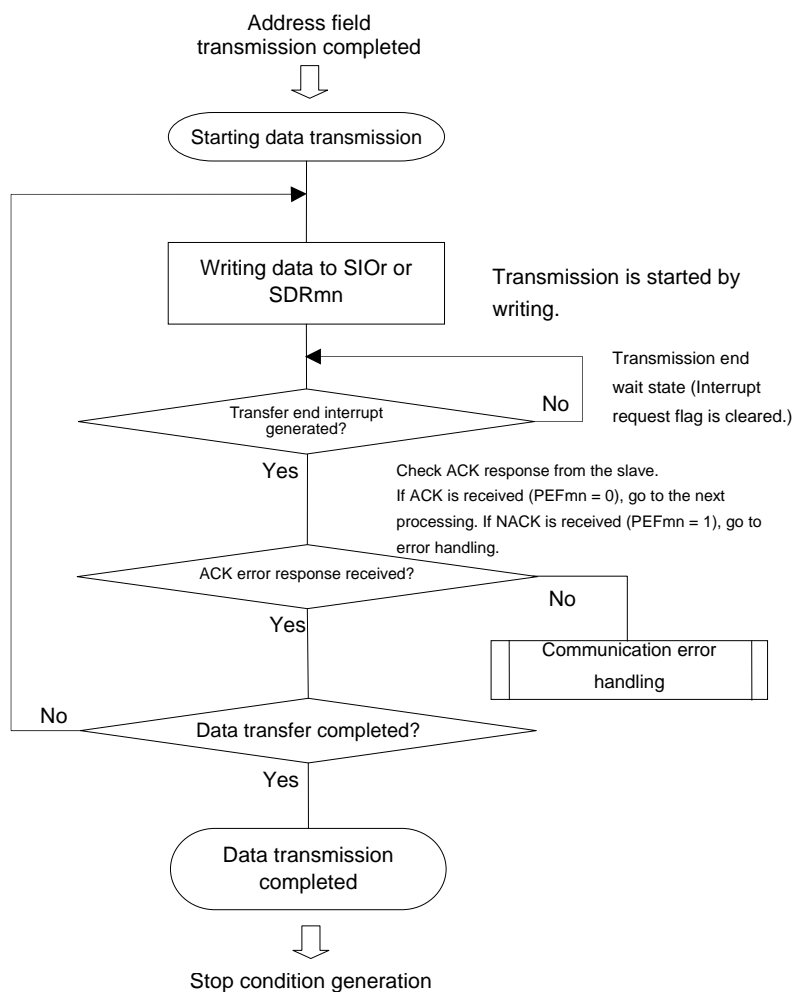 Address field
transmission completed
Starting data transmission
Writing data to SIOr or
SDRmn
Transmission is started by
writing.
Transmission end
wait state (Interrupt
request flag is cleared.)
Transfer end interrupt
generated?
No
Yes
Check ACK response from the slave.
If ACK is received (PEFmn = 0), go to the next
processing. If NACK is received (PEFmn = 1), go to
error handling.
ACK error response received?
No
Yes
Communication error
handling
No
Data transfer completed?
Yes
Data transmission
completed
Stop condition generation